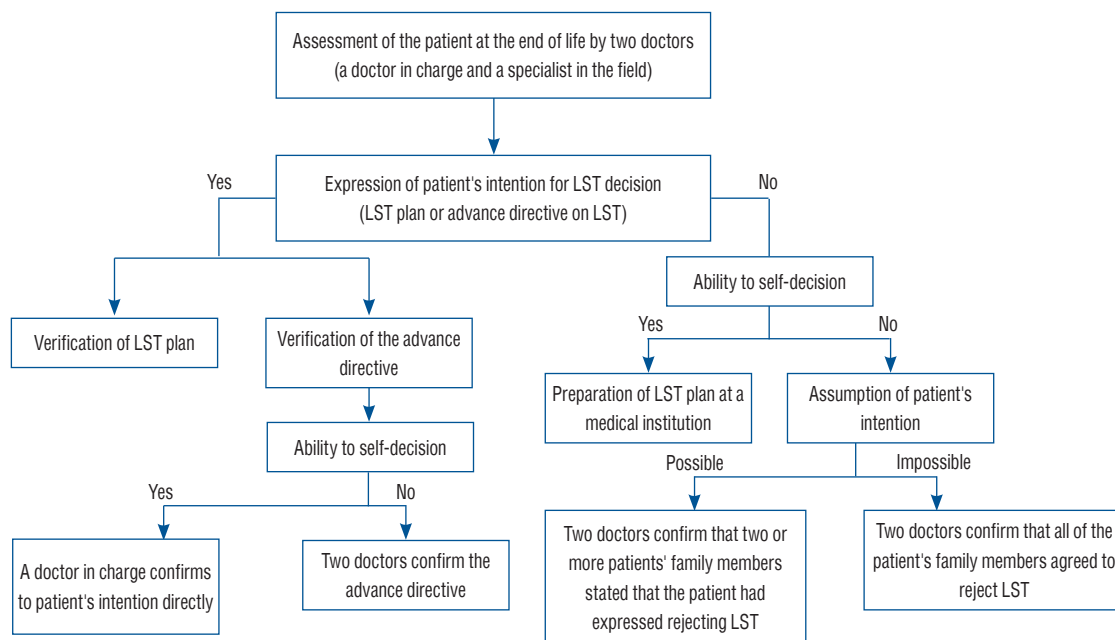 Assessment of the patient at the end of life by two doctors
(a doctor in charge and a specialist in the field)
Yes
Expression of patient's intention for LST decision
(LST plan or advance directive on LST)
No
Verification of LST plan
Verification of the advance
directive
Ability to self-decision
Yes
No
Preparation of LST plan at a
medical institution
Assumption of patient's
intention
Ability to self-decision
Yes
No
A doctor in charge confirms
to patient's intention directly
Two doctors confirm the
advance directive
Possible
Impossible
Two doctors confirm that two or
more patients' family members
stated that the patient had
expressed rejecting LST
Two doctors confirm that all of the
patient's family members agreed to
reject LST